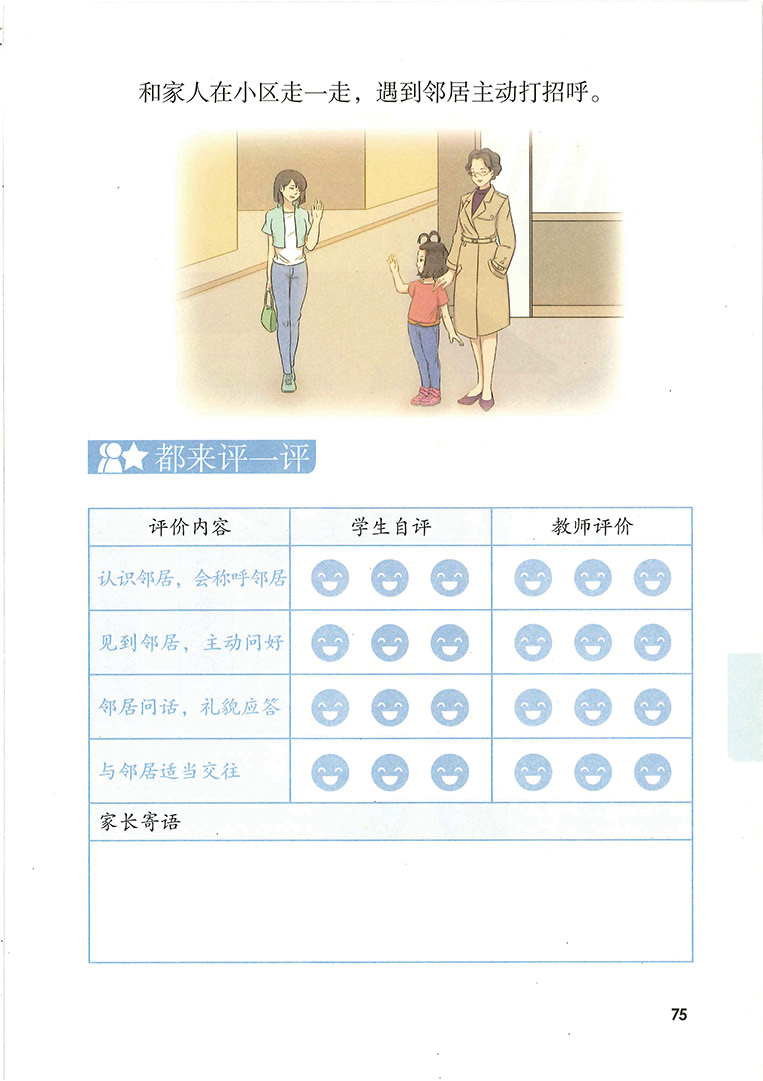 和家人在小区走一走，遇到邻居主动打招呼。
都来评一评
评价内容 学生自评 教师评价
认识邻居，会称呼邻居
见到邻居，主动问好
邻居问话，礼貌应答
与邻居适当交往
家长寄语
75